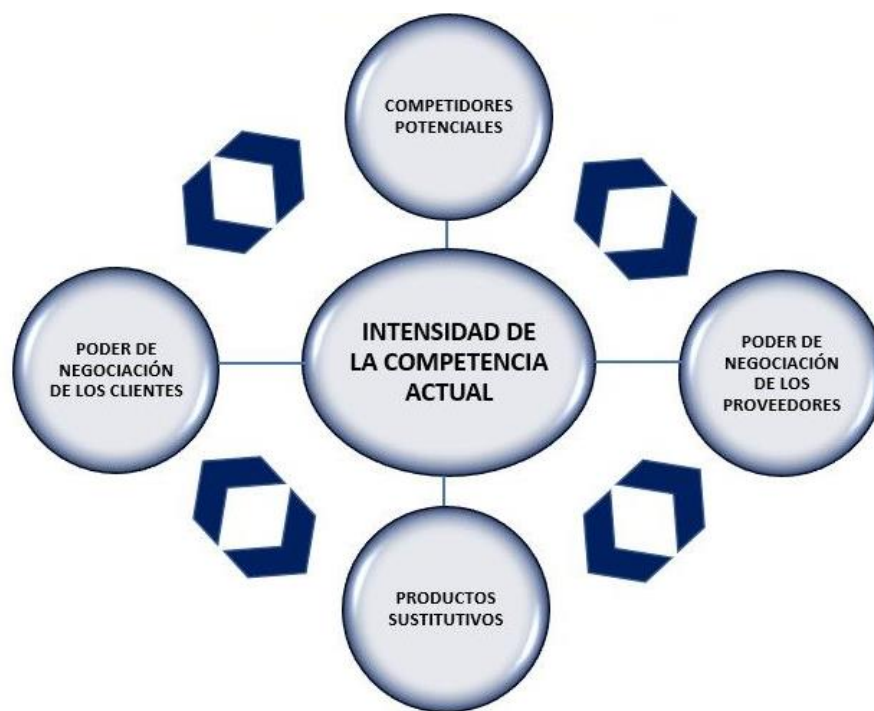 COMPETIDORES
POTENCIALES
INTENSIDAD DE
LA COMPETENCIA
ACTUAL
PODER DE
NEGOCIACIÓN
DE LOS CLIENTES
PODER DE
NEGOCIACIÓN
DE LOS
PROVEEDORES
PRODUCTOS
SUSTITUTIVOS